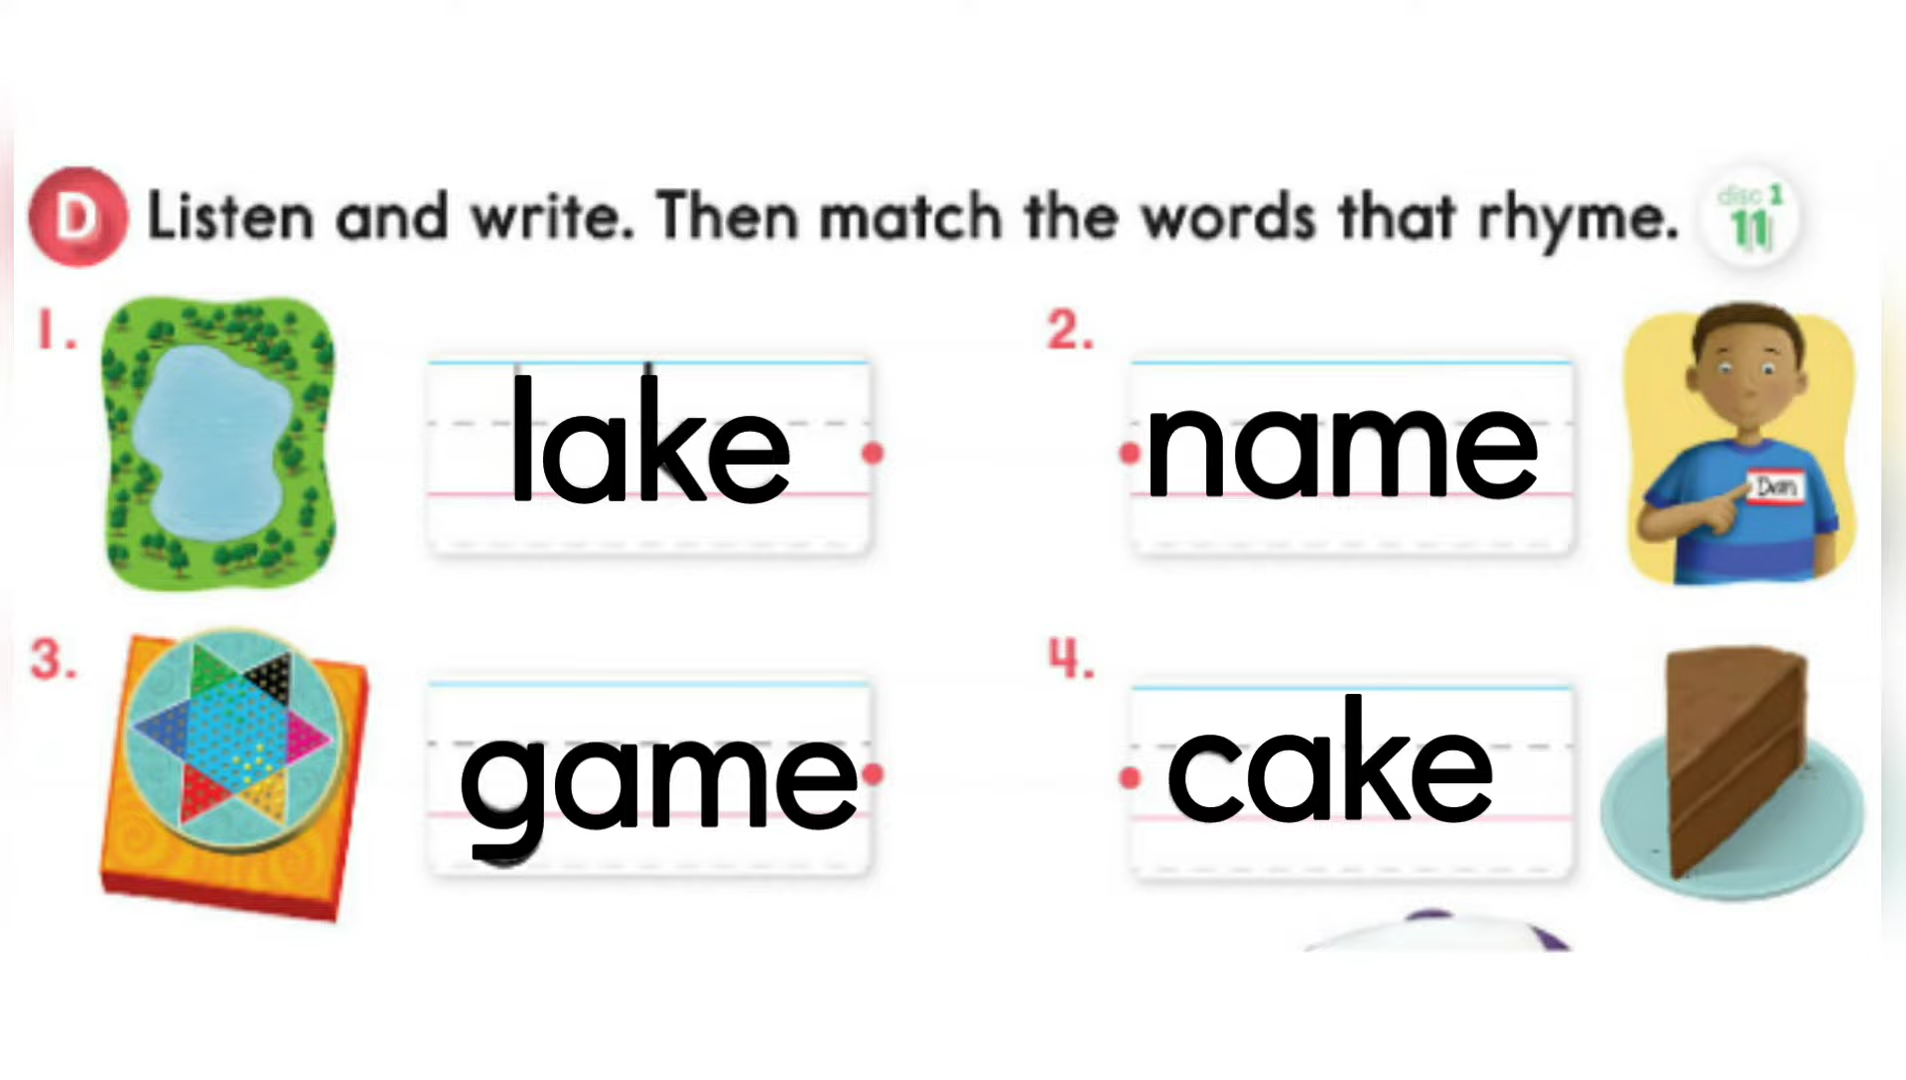 D Listen and write. Then match the words that rhyme. disc 1 11
1. lake
2. name
Dan
3. game
4. cake